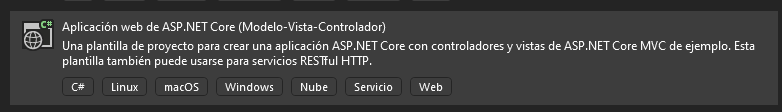 C#
Aplicación web de ASP.NET Core (Modelo-Vista-Controlador)
Una plantilla de proyecto para crear una aplicación ASP.NET Core con controladores y vistas de ASP.NET Core MVC de ejemplo. Esta
plantilla también puede usarse para servicios RESTful HTTP.
C# Linux macOS Windows Nube Servicio Web